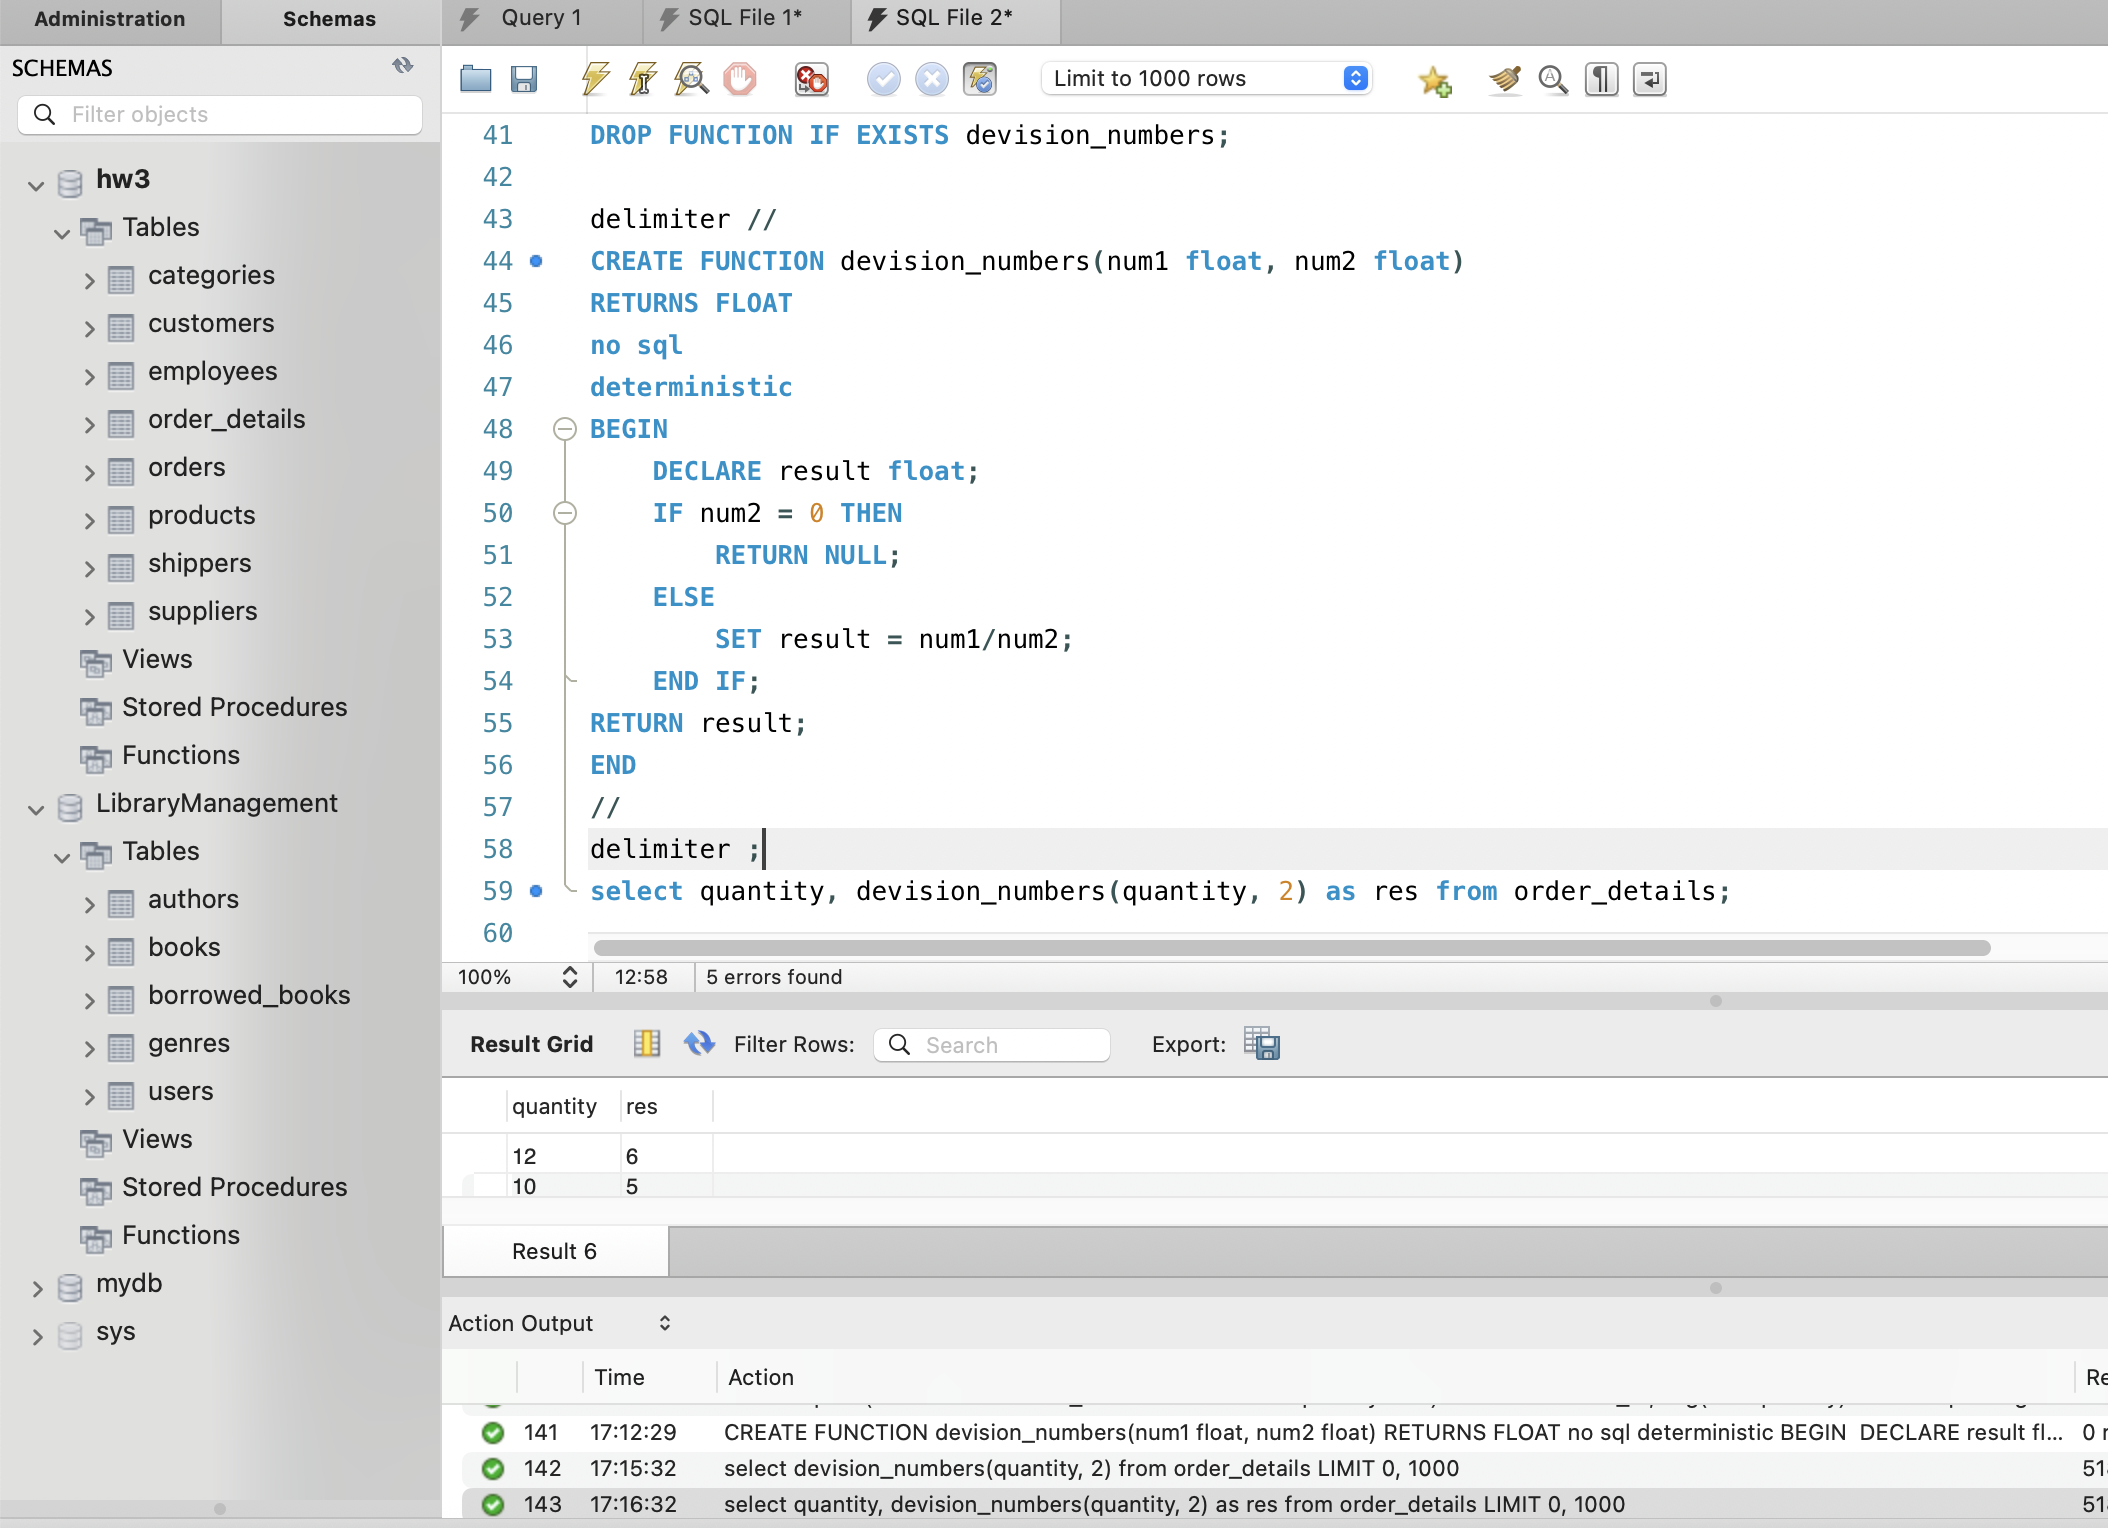 Administration
Schemas
Query 1
SQL File 1*
SQL File 2*
SCHEMAS
Filter objects
Limit to 1000 rows
hw3
Tables
categories
customers
employees
order_details
orders
products
shippers
suppliers
Views
Stored Procedures
Functions
LibraryManagement
Tables
authors
books
borrowed_books
genres
users
Views
Stored Procedures
Functions
mydb
sys
41 DROP FUNCTION IF EXISTS devision_numbers;
42
43 delimiter //
44 CREATE FUNCTION devision_numbers(num1 float, num2 float)
45 RETURNS FLOAT
46 no sql
47 deterministic
48 BEGIN
49 DECLARE result float;
50 IF num2 = 0 THEN
51 RETURN NULL;
52 ELSE
53 SET result = num1/num2;
54 END IF;
55 RETURN result;
56 END
57 //
58 delimiter ;
59 select quantity, devision_numbers(quantity, 2) as res from order_details;
60
100% 12:58 5 errors found
Result Grid Filter Rows: Search Export:
quantity res
12 6
10 5
Result 6
Action Output
Time Action Re
141 17:12:29 CREATE FUNCTION devision_numbers(num1 float, num2 float) RETURNS FLOAT no sql deterministic BEGIN DECLARE result fl... 0 r
142 17:15:32 select devision_numbers(quantity, 2) from order_details LIMIT 0, 1000 51
143 17:16:32 select quantity, devision_numbers(quantity, 2) as res from order_details LIMIT 0, 1000 51